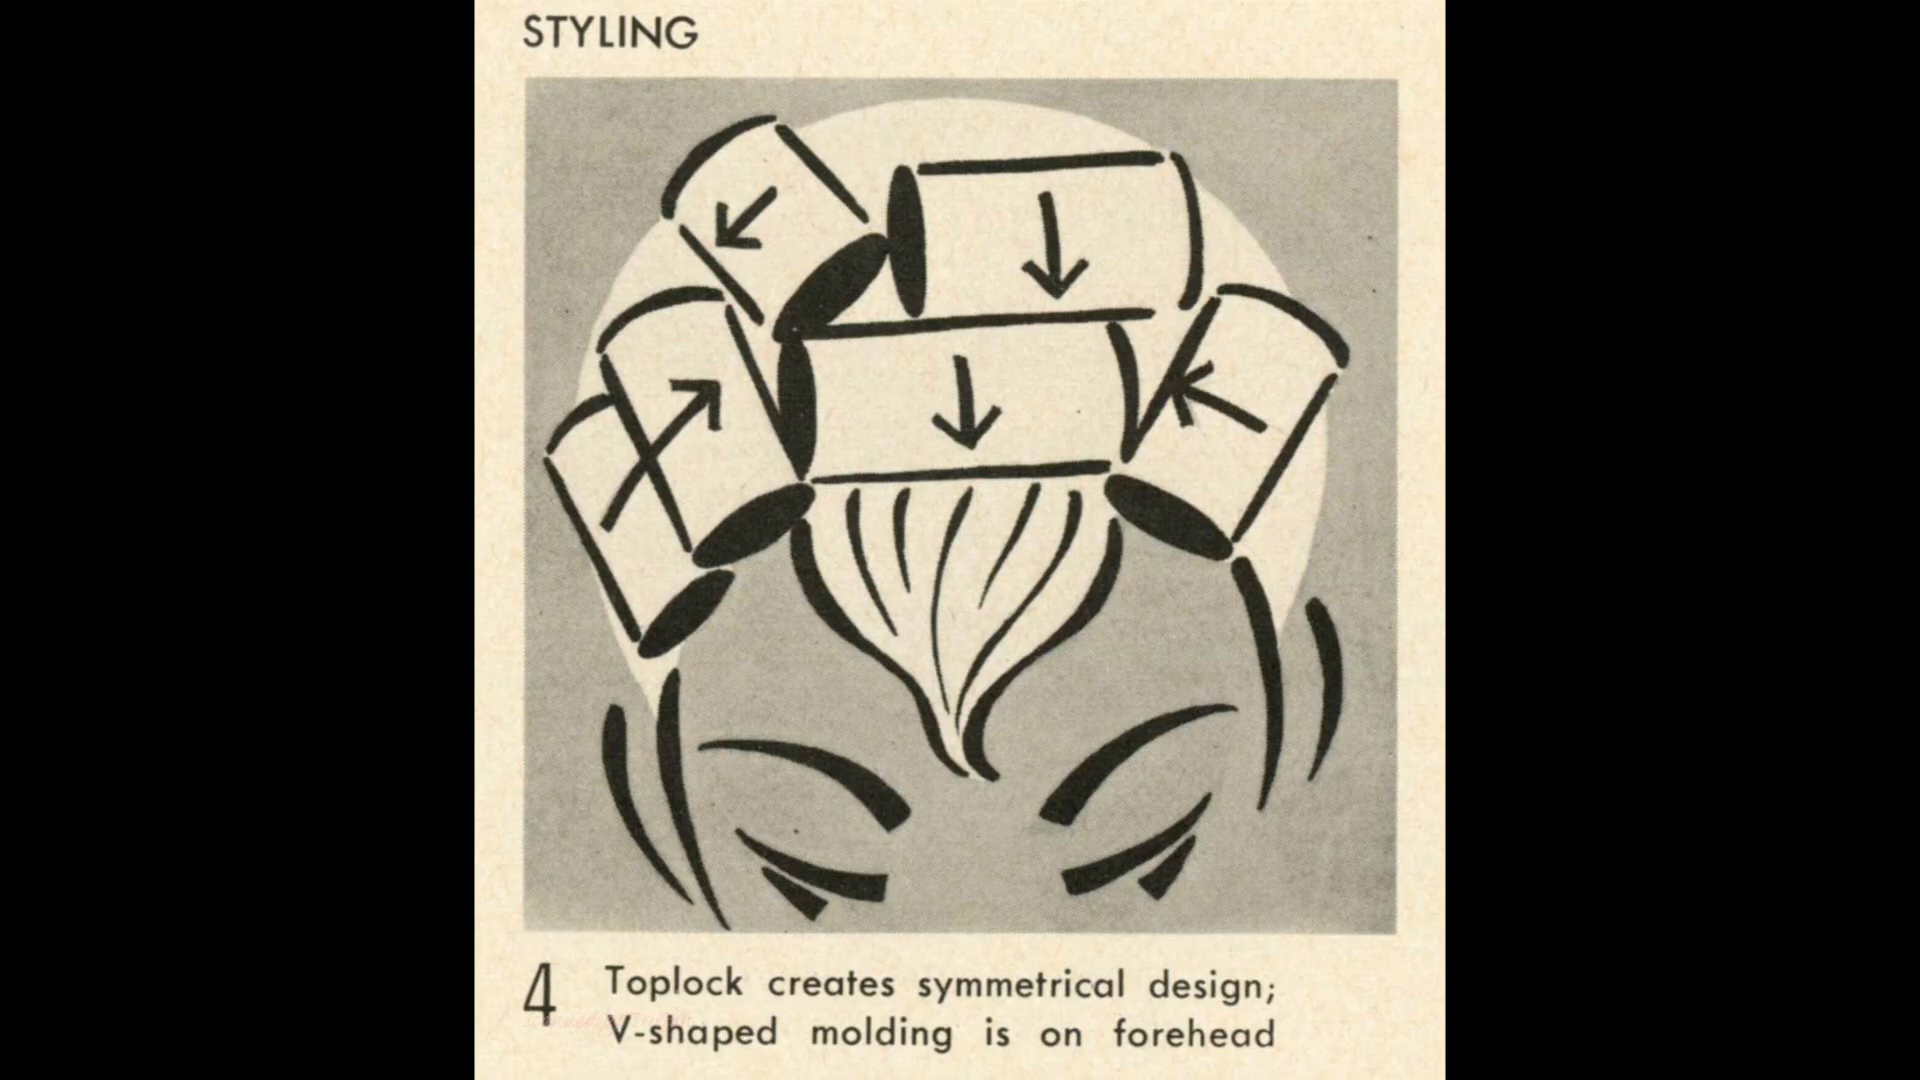 STYLING
4 Toplock creates symmetrical design;
V-shaped molding is on forehead